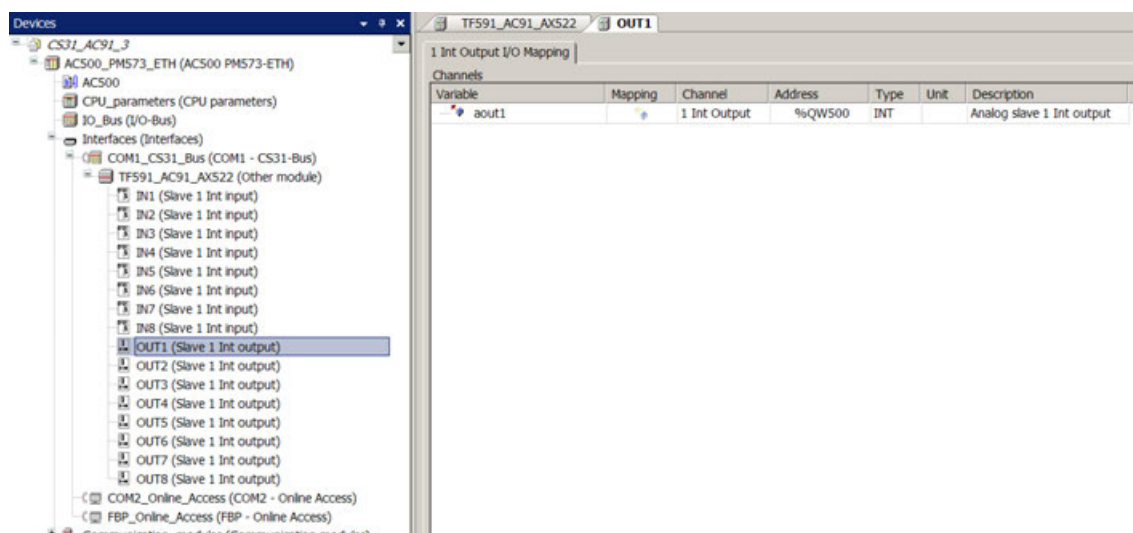 Devices
CS31_AC91_3
AC500_PM573_ETH (AC500 PM573-ETH)
AC500
CPU_parameters (CPU parameters)
IO_Bus (I/O-Bus)
Interfaces (Interfaces)
COM1_CS31_Bus (COM1 - CS31-Bus)
TF591_AC91_AX522 (Other module)
IN1 (Slave 1 Int input)
IN2 (Slave 1 Int input)
IN3 (Slave 1 Int input)
IN4 (Slave 1 Int input)
IN5 (Slave 1 Int input)
IN6 (Slave 1 Int input)
IN7 (Slave 1 Int input)
IN8 (Slave 1 Int input)
OUT1 (Slave 1 Int output)
OUT2 (Slave 1 Int output)
OUT3 (Slave 1 Int output)
OUT4 (Slave 1 Int output)
OUT5 (Slave 1 Int output)
OUT6 (Slave 1 Int output)
OUT7 (Slave 1 Int output)
OUT8 (Slave 1 Int output)
COM2_Online_Access (COM2 - Online Access)
FBP_Online_Access (FBP - Online Access)
TF591_AC91_AX522 OUT1
1 Int Output I/O Mapping
Channels
Variable Mapping Channel Address Type Unit Description
aout1 1 Int Output %QW500 INT Analog slave 1 Int output